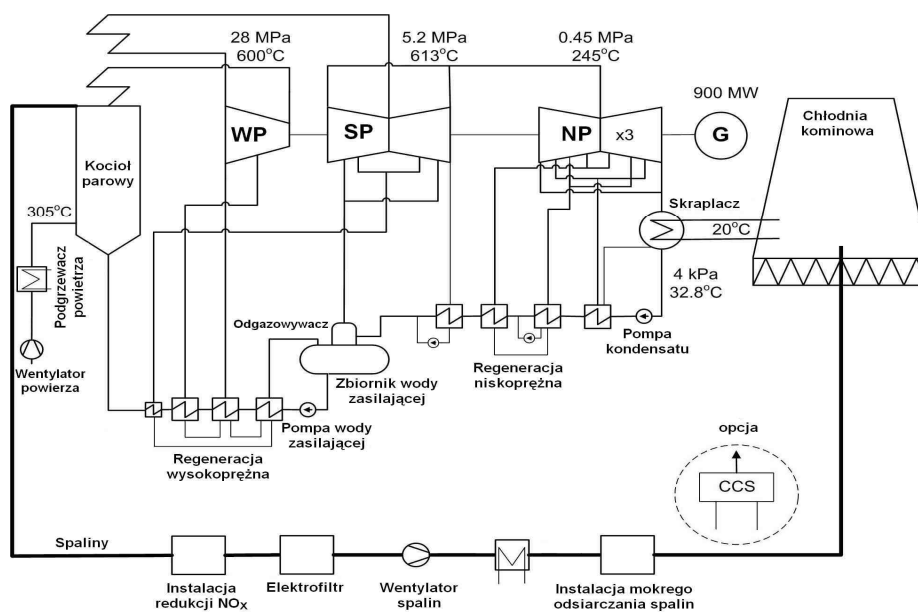 28 MPa
600°C
5.2 MPa
613°C
0.45 MPa
245°C
900 MW
WP
SP
NP
x3
G
Chłodnia
kominowa
Kocioł
parowy
305°C
Podgrzewacz
powietrza
Wentylator
powierza
Skraplacz
20°C
4 kPa
32.8°C
Odgazowywacz
Zbiornik wody
zasilającej
Pompa
kondensatu
Regeneracja
niskoprężna
Pompa wody
zasilającej
Regeneracja
wysokoprężna
opcja
CCS
Spaliny
Instalacja
redukcji NOX
Elektrofiltr
Wentylator
spalin
Instalacja mokrego
odsiarczania spalin